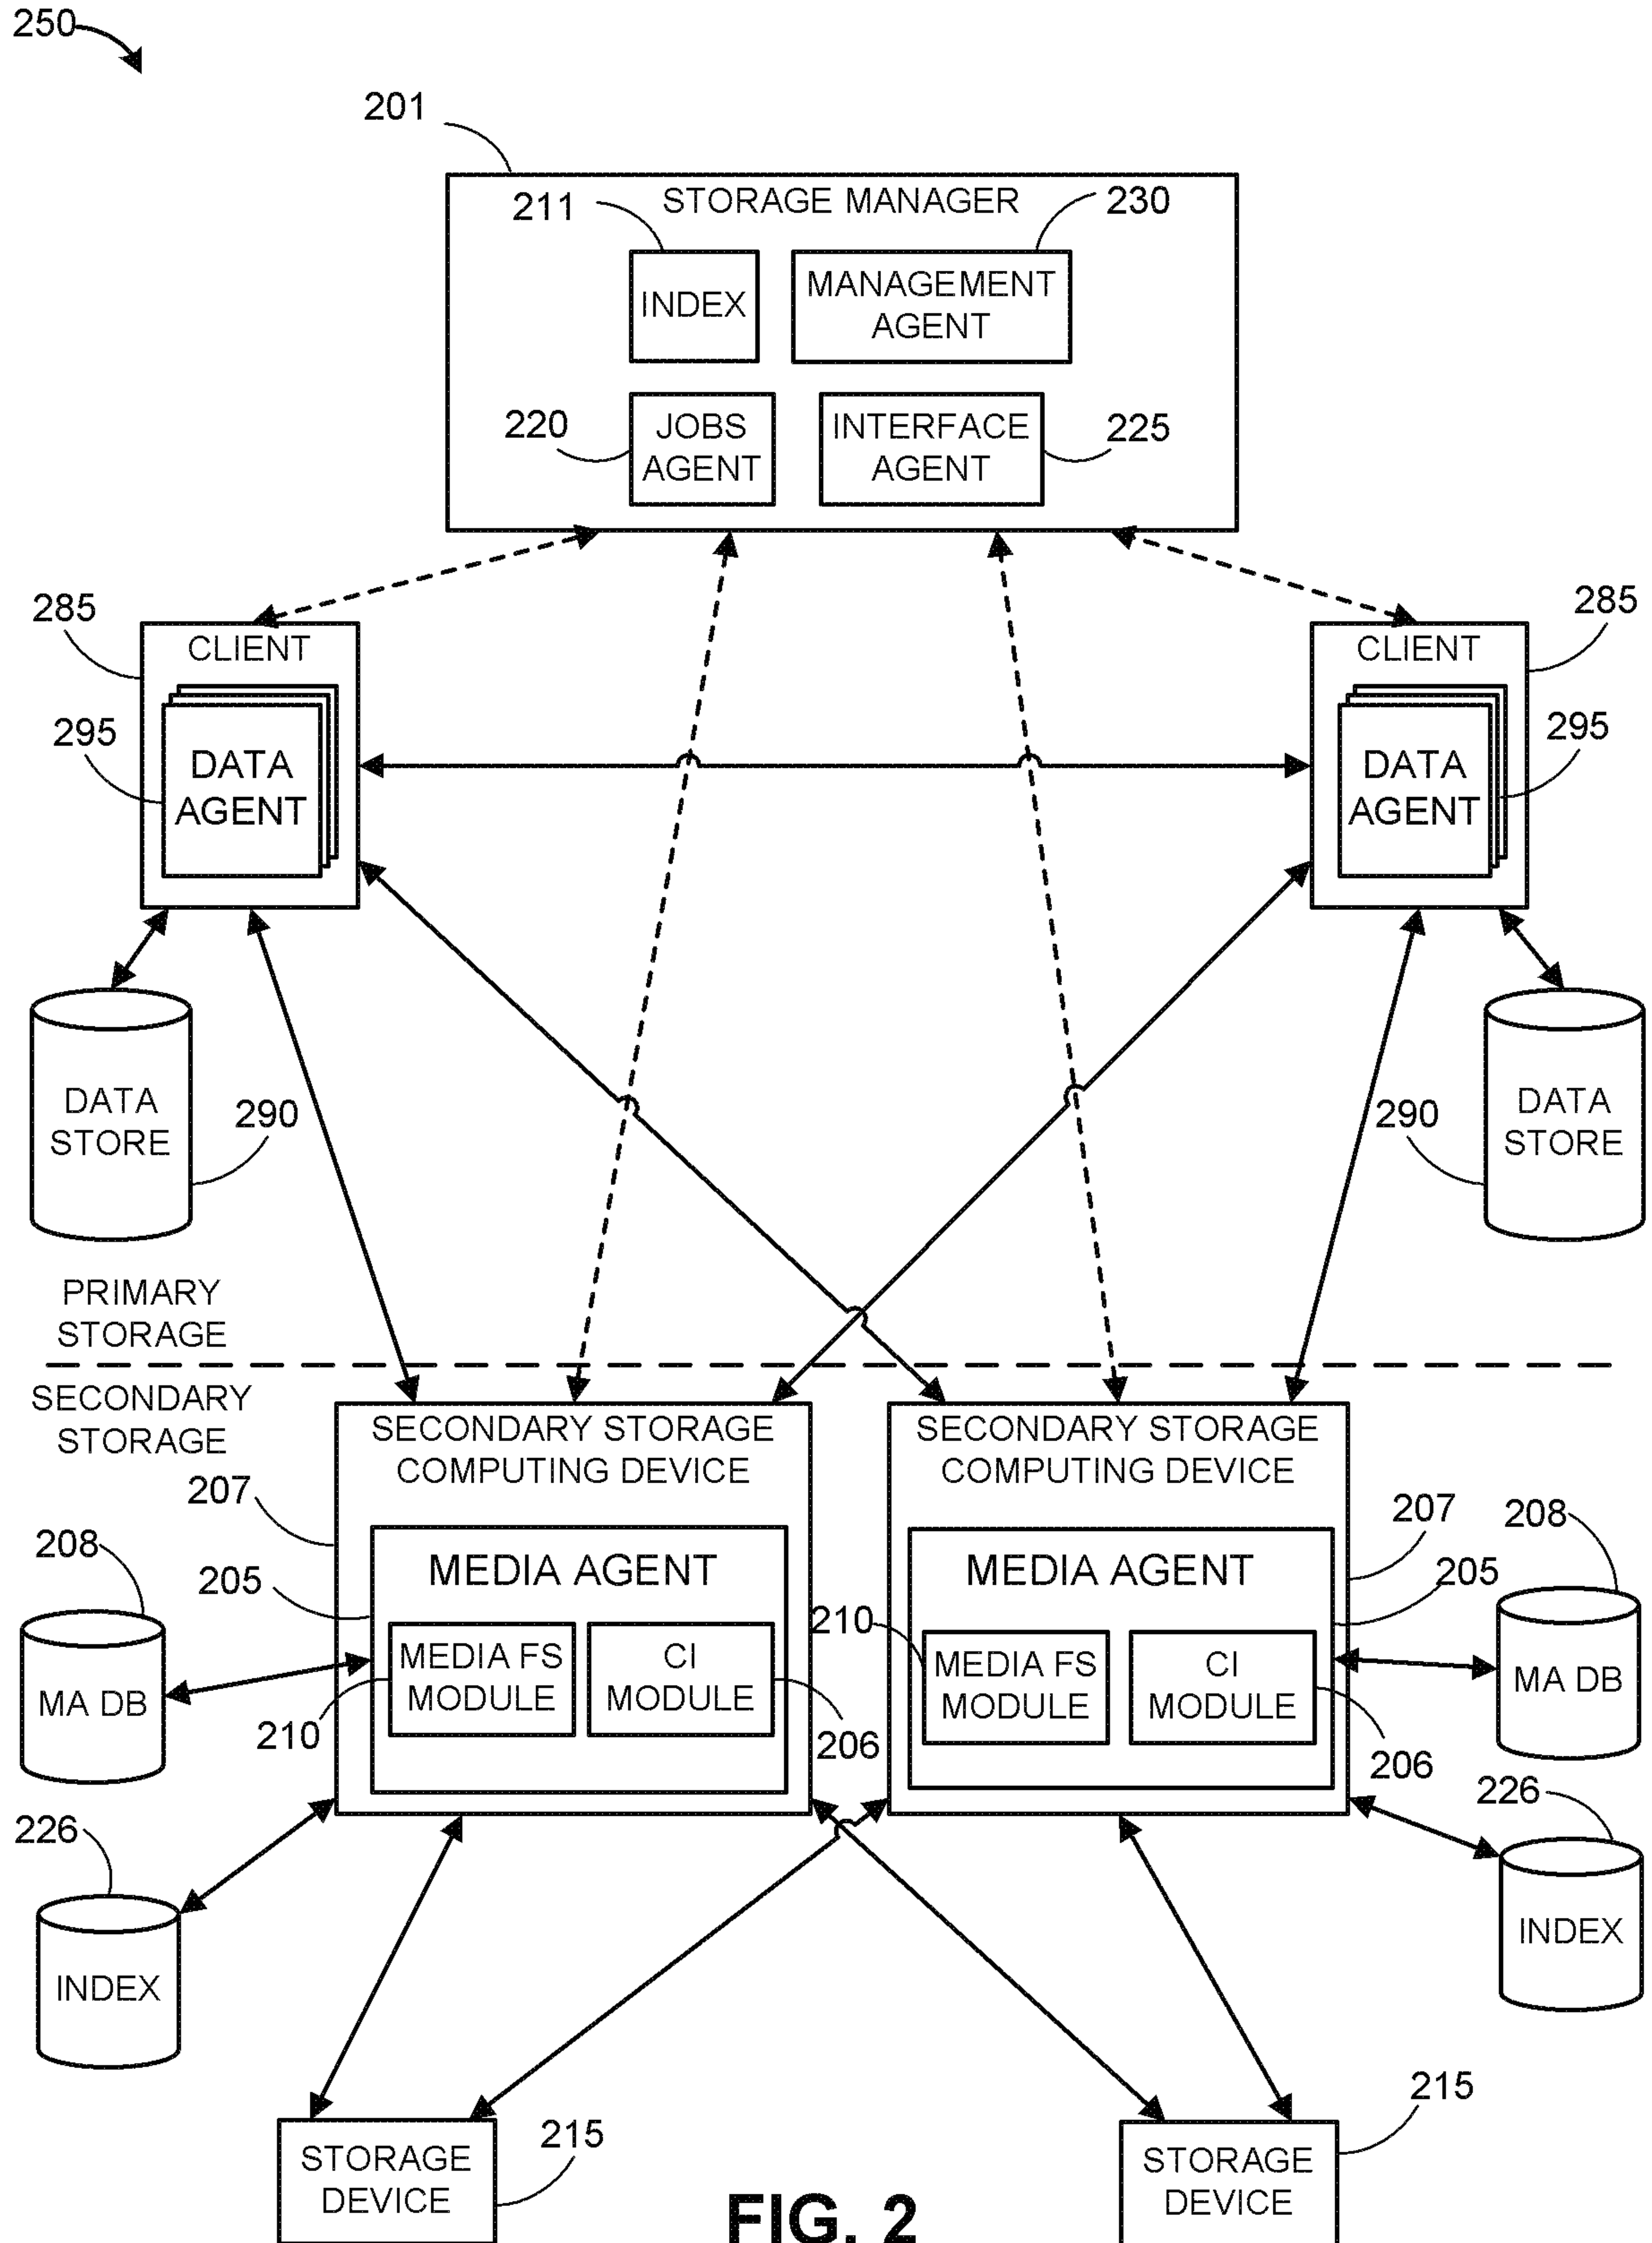 250
201
STORAGE MANAGER
211
230
INDEX
MANAGEMENT
AGENT
220
JOBS
AGENT
INTERFACE
AGENT
225
285
CLIENT
295
DATA
AGENT
285
CLIENT
295
DATA
AGENT
DATA
STORE
290
290
DATA
STORE
PRIMARY
STORAGE
SECONDARY
STORAGE
SECONDARY STORAGE
COMPUTING DEVICE
207
205
MEDIA AGENT
MEDIA FS
MODULE
CI
MODULE
210
206
208
MA DB
226
INDEX
SECONDARY STORAGE
COMPUTING DEVICE
207
205
MEDIA AGENT
210
MEDIA FS
MODULE
CI
MODULE
206
208
MA DB
226
INDEX
STORAGE
DEVICE
215
215
STORAGE
DEVICE
FIG. 2